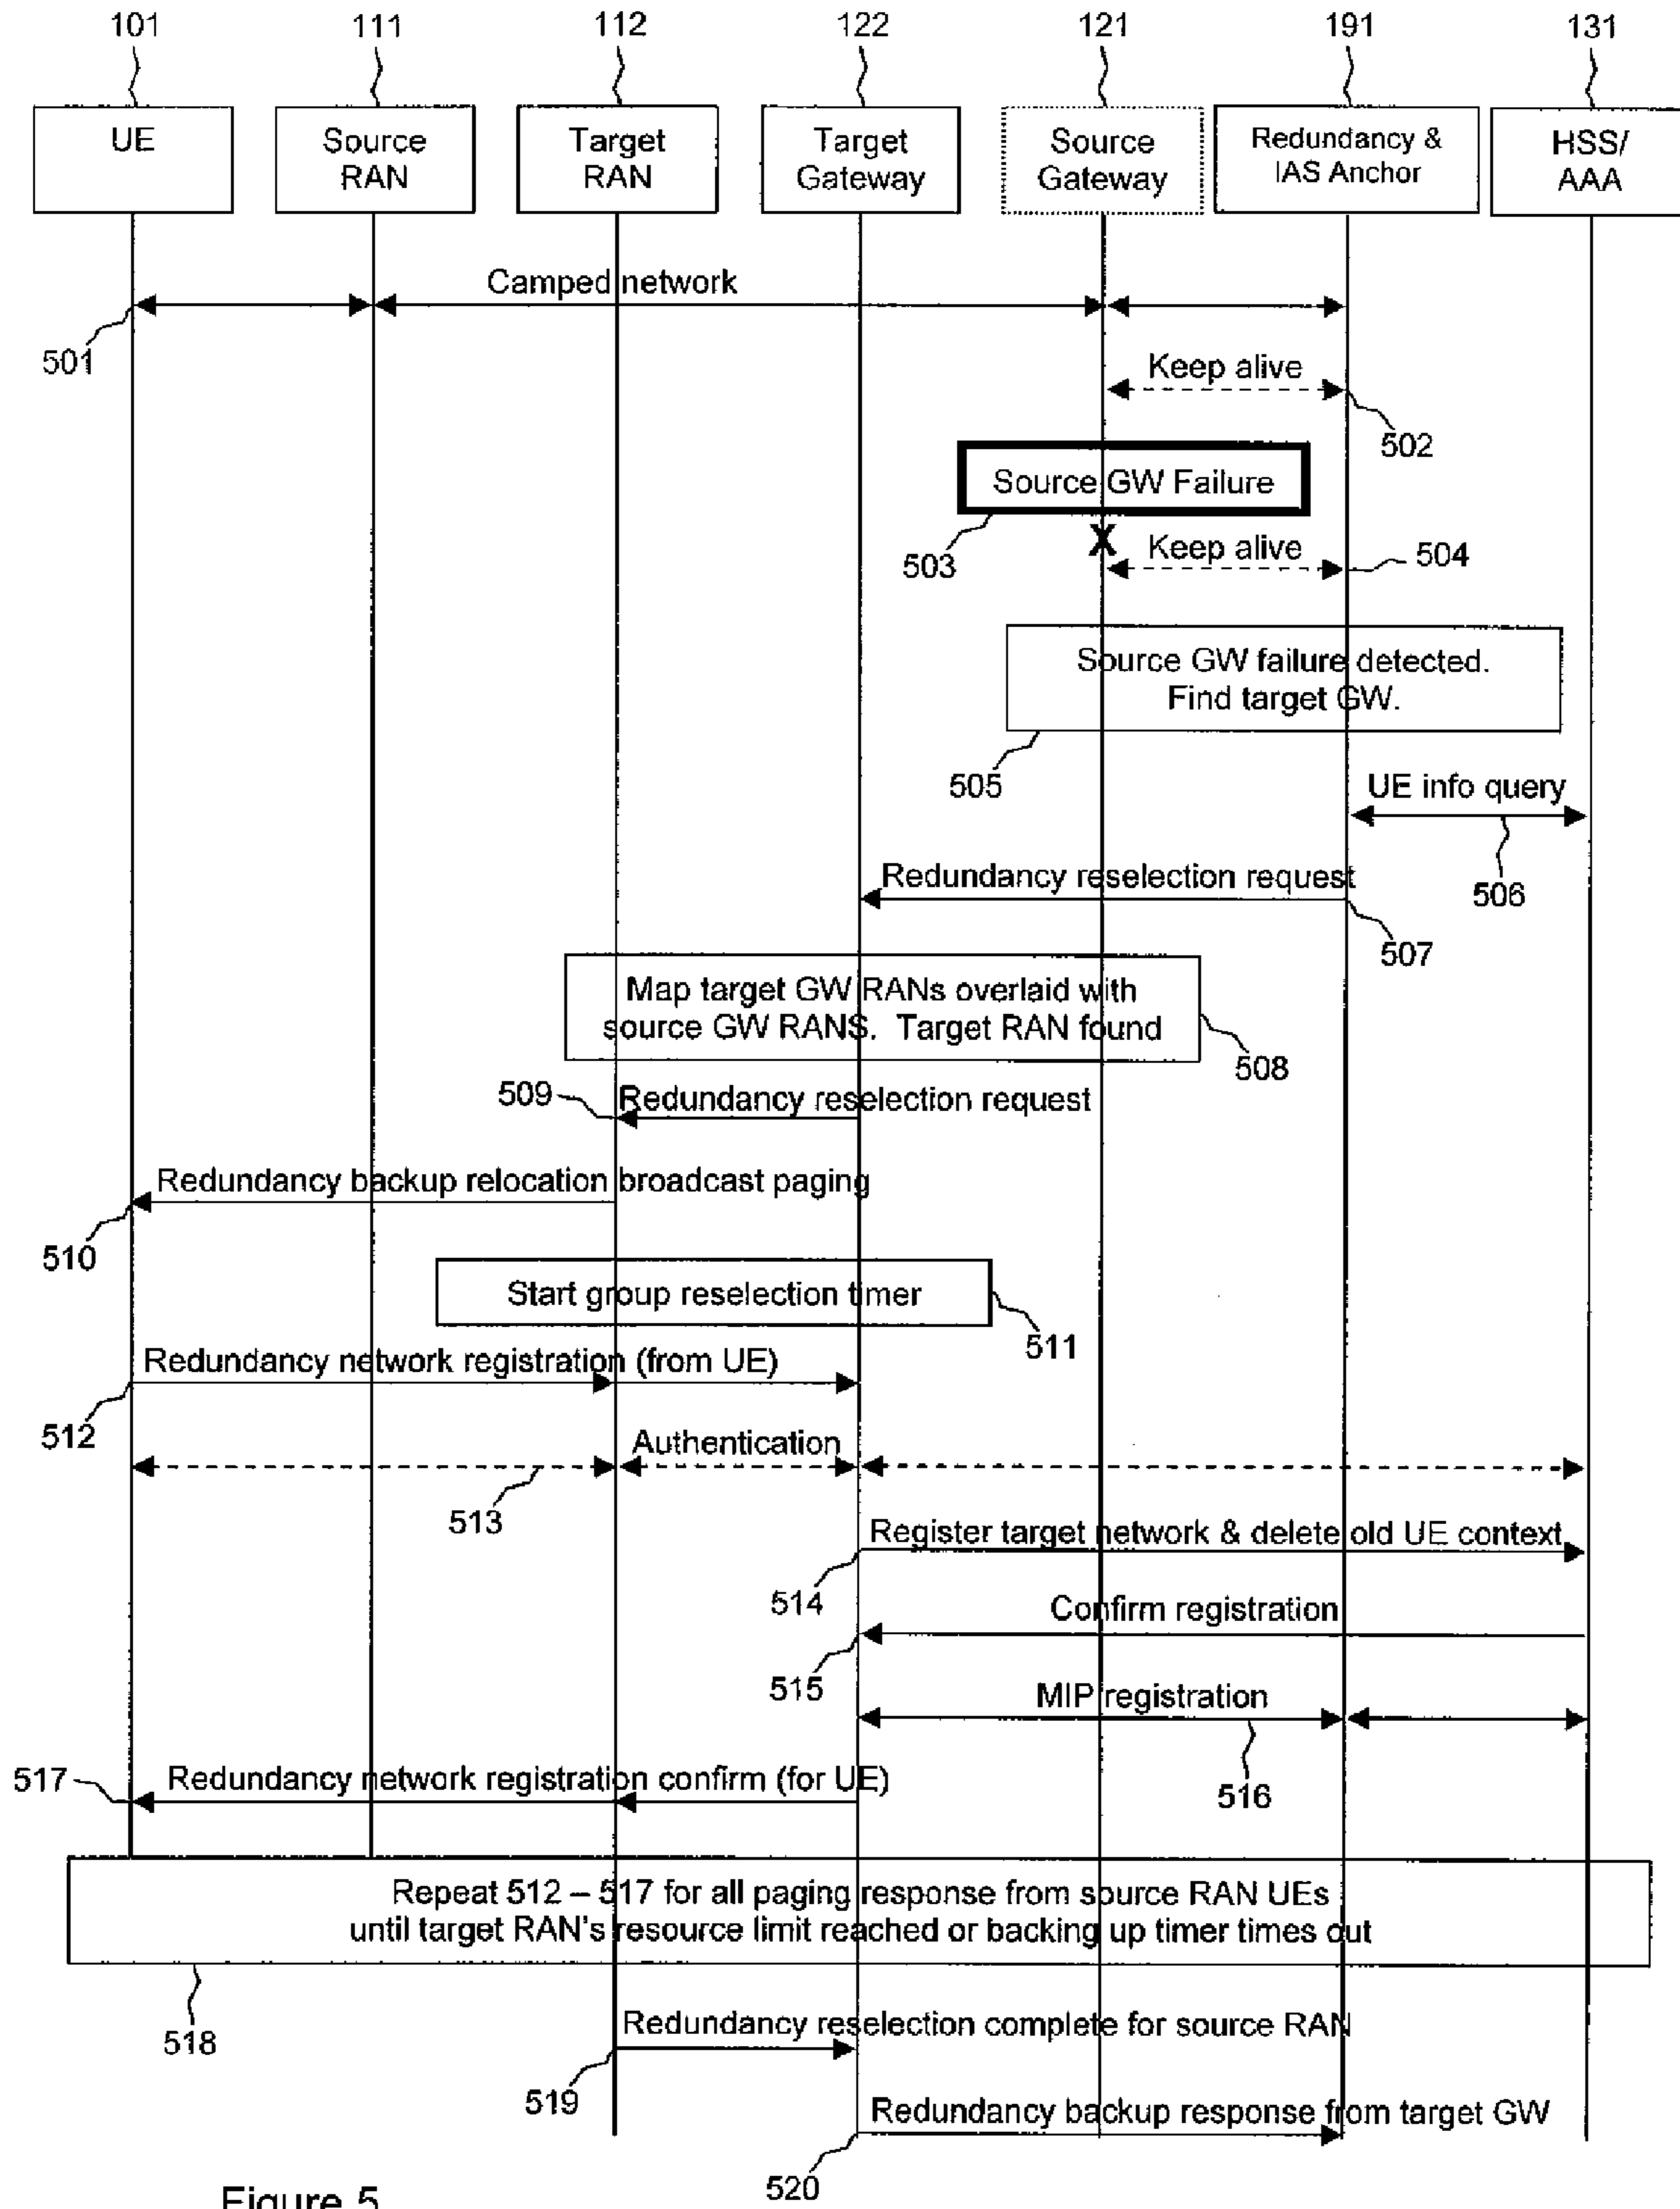 101 111 112 122 121 191 131
UE Source Target Target Source Redundancy & HSS/
RAN RAN Gateway Gateway IAS Anchor AAA
Camped network
501
Keep alive
502
Source GW Failure
503
X
Keep alive
504
Source GW failure detected.
Find target GW.
505
UE info query
506
Redundancy reselection request
507
Map target GW RANs overlaid with
source GW RANS. Target RAN found
508
509
Redundancy reselection request
Redundancy backup relocation broadcast paging
510
Start group reselection timer
511
Redundancy network registration (from UE)
512
Authentication
513
Register target network & delete old UE context
514
Confirm registration
515
MIP registration
516
517
Redundancy network registration confirm (for UE)
Repeat 512 – 517 for all paging response from source RAN UEs
until target RAN's resource limit reached or backing up timer times out
518
Redundancy reselection complete for source RAN
519
Redundancy backup response from target GW
520
Figure 5